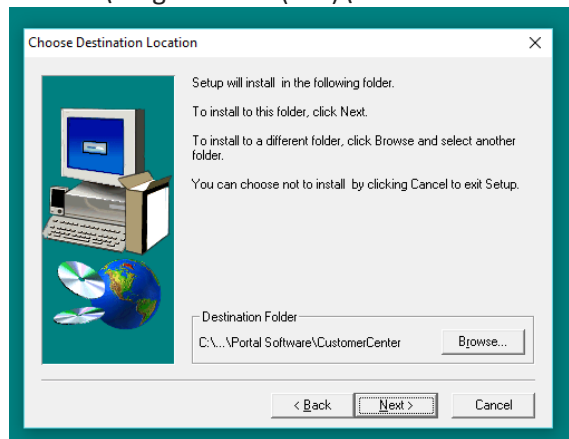 Choose Destination Location
Setup will install in the following folder.
To install to this folder, click Next.
To install to a different folder, click Browse and select another
folder.
You can choose not to install by clicking Cancel to exit Setup.
Destination Folder
C:\...\Portal Software\CustomerCenter
Browse...
< Back
Next >
Cancel